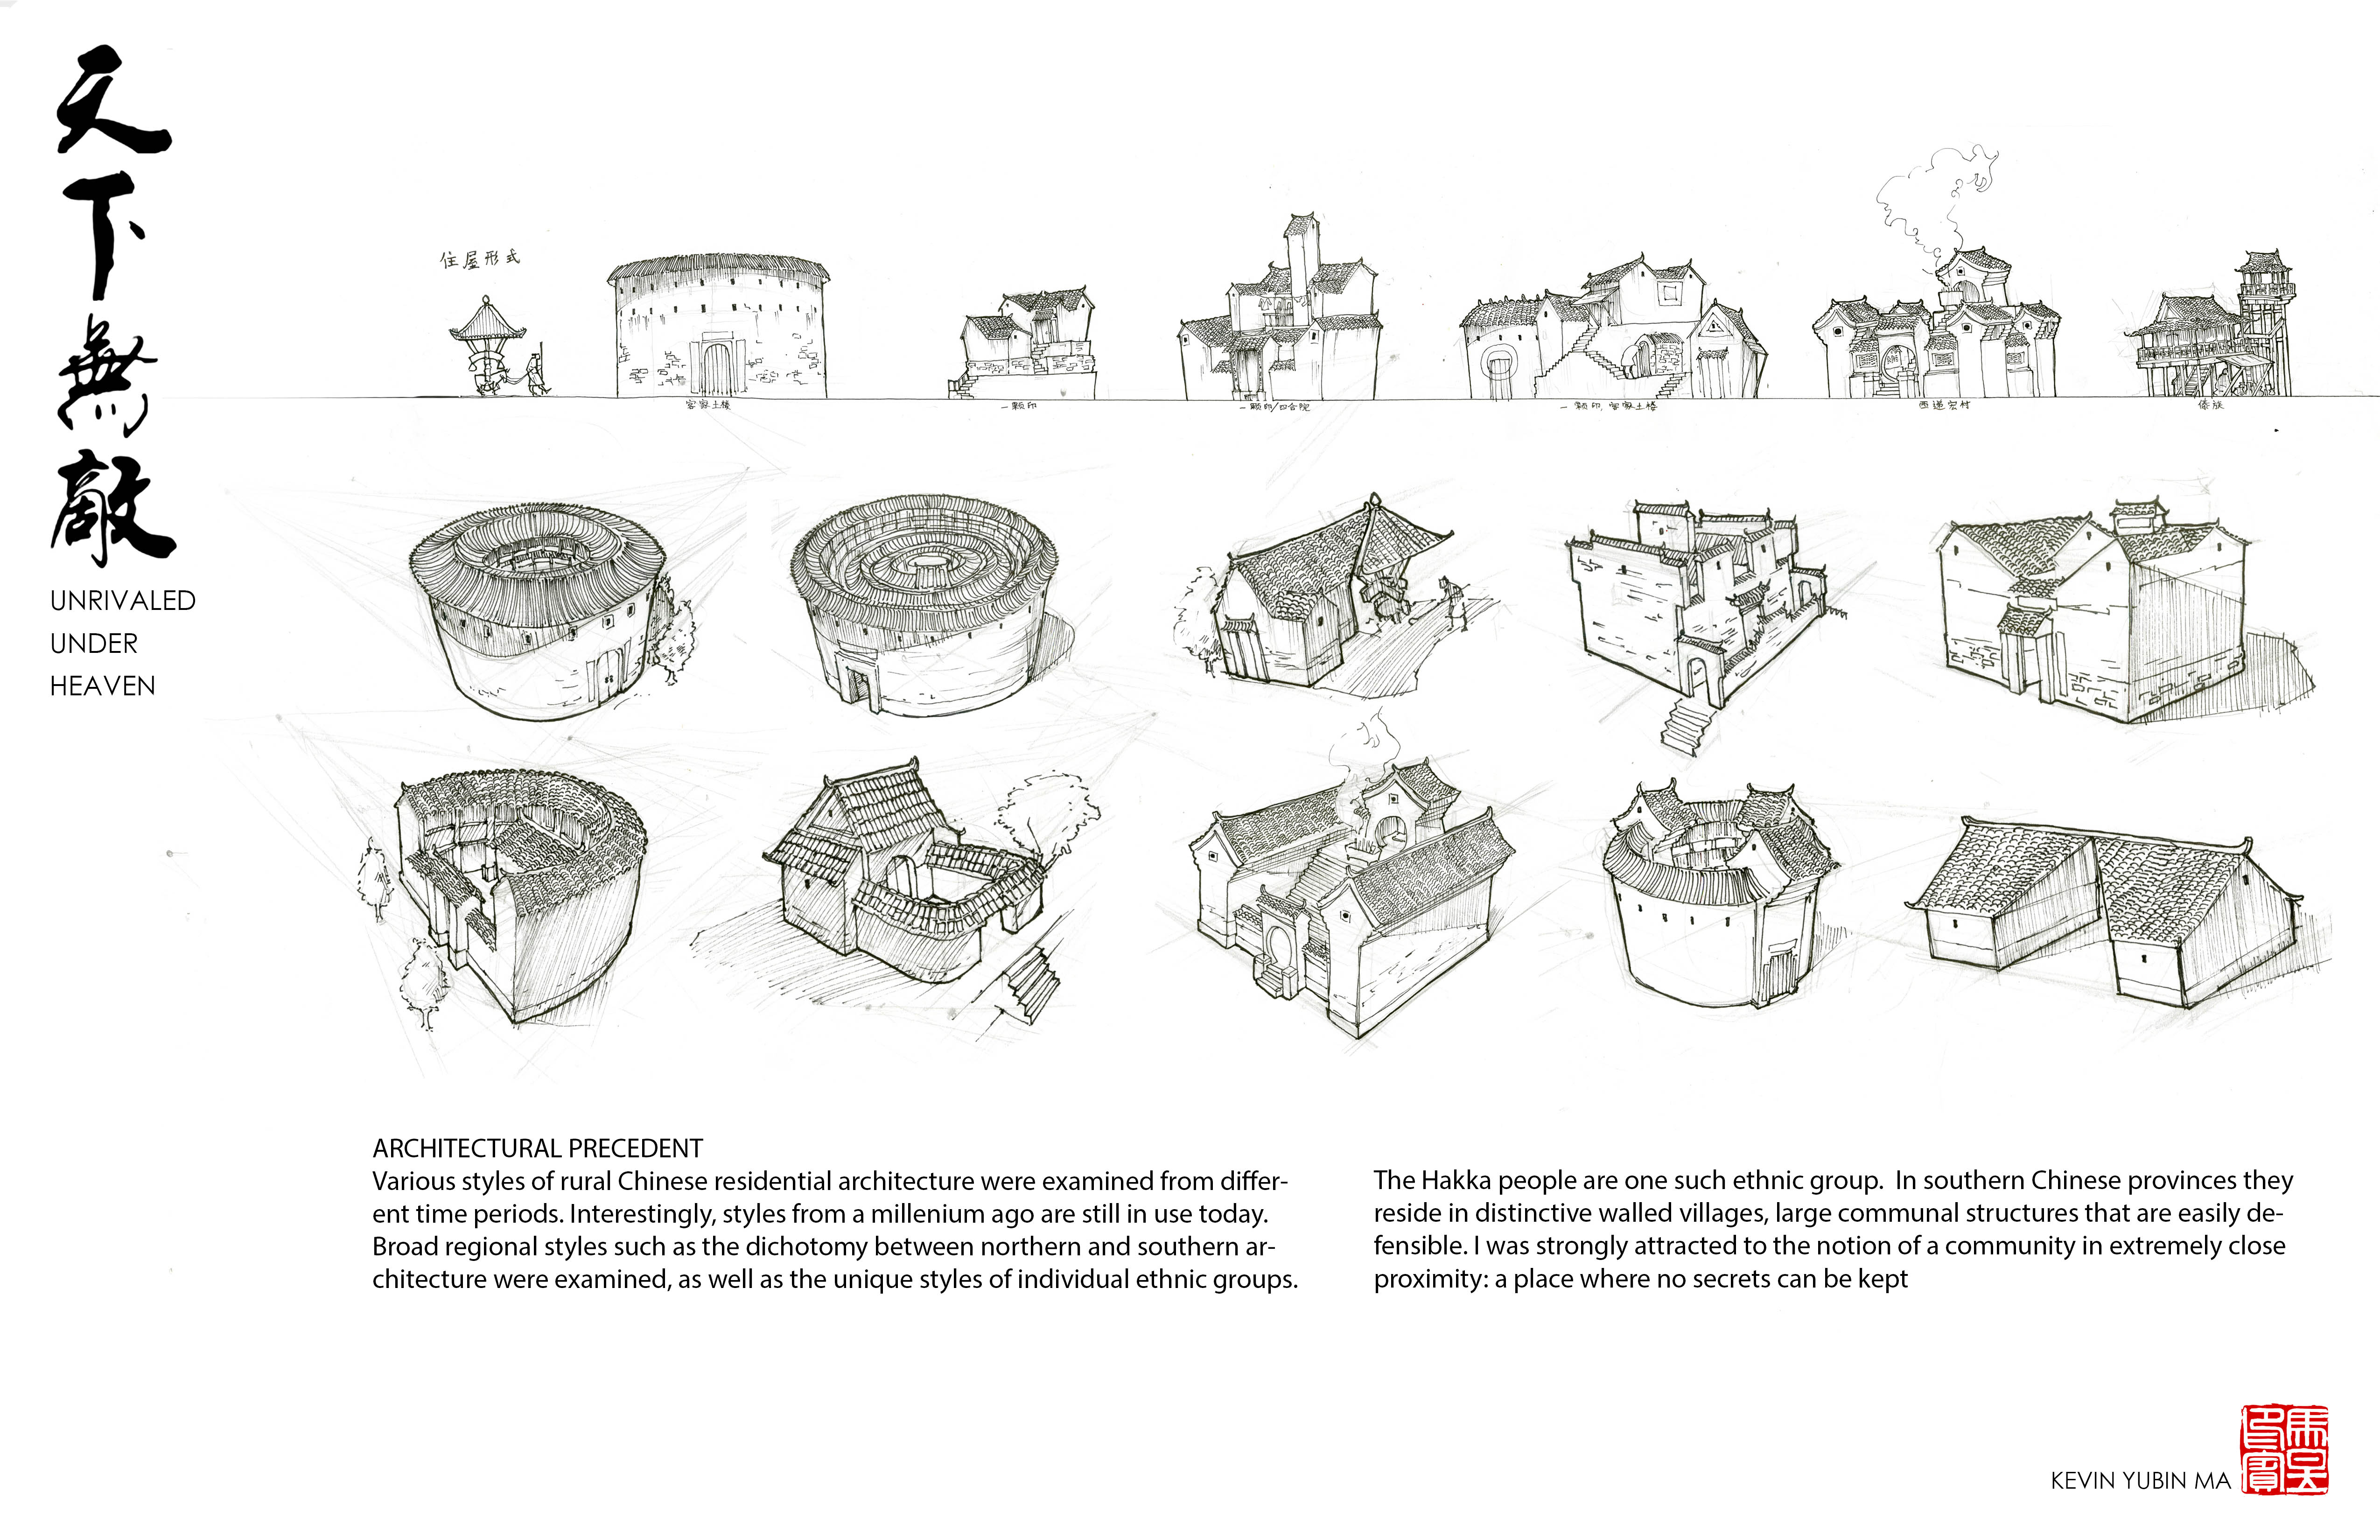 天下無敵
UNRIVALED
UNDER
HEAVEN
住屋形式
客家土楼
一颗印
一颗印/四合院
一颗印, 客家土楼
西递宏村
傣族
ARCHITECTURAL PRECEDENT
Various styles of rural Chinese residential architecture were examined from differ-
ent time periods. Interestingly, styles from a millenium ago are still in use today.
Broad regional styles such as the dichotomy between northern and southern ar-
chitecture were examined, as well as the unique styles of individual ethnic groups.
The Hakka people are one such ethnic group.  In southern Chinese provinces they
reside in distinctive walled villages, large communal structures that are easily de-
fensible. I was strongly attracted to the notion of a community in extremely close
proximity: a place where no secrets can be kept
KEVIN YUBIN MA